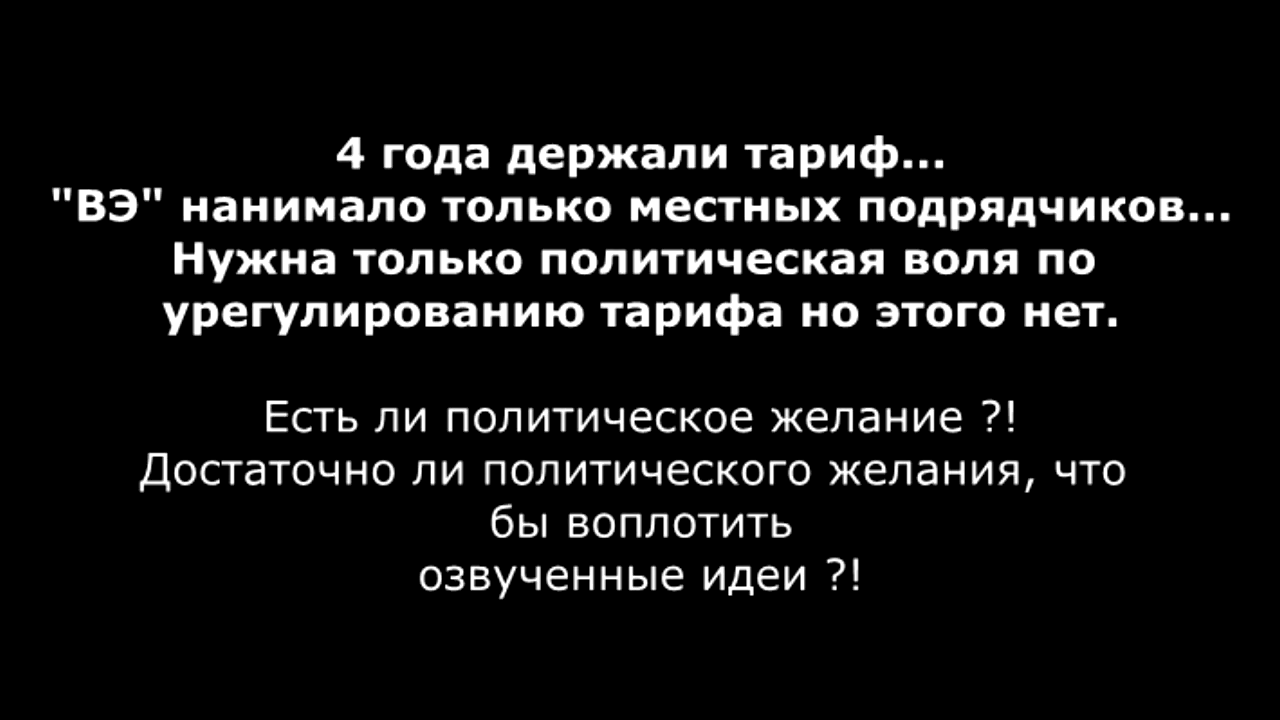 4 года держали тариф...
"ВЭ" нанимало только местных подрядчиков...
Нужна только политическая воля по
урегулированию тарифа но этого нет.
Есть ли политическое желание ?!
Достаточно ли политического желания, что
бы воплотить
озвученные идеи ?!